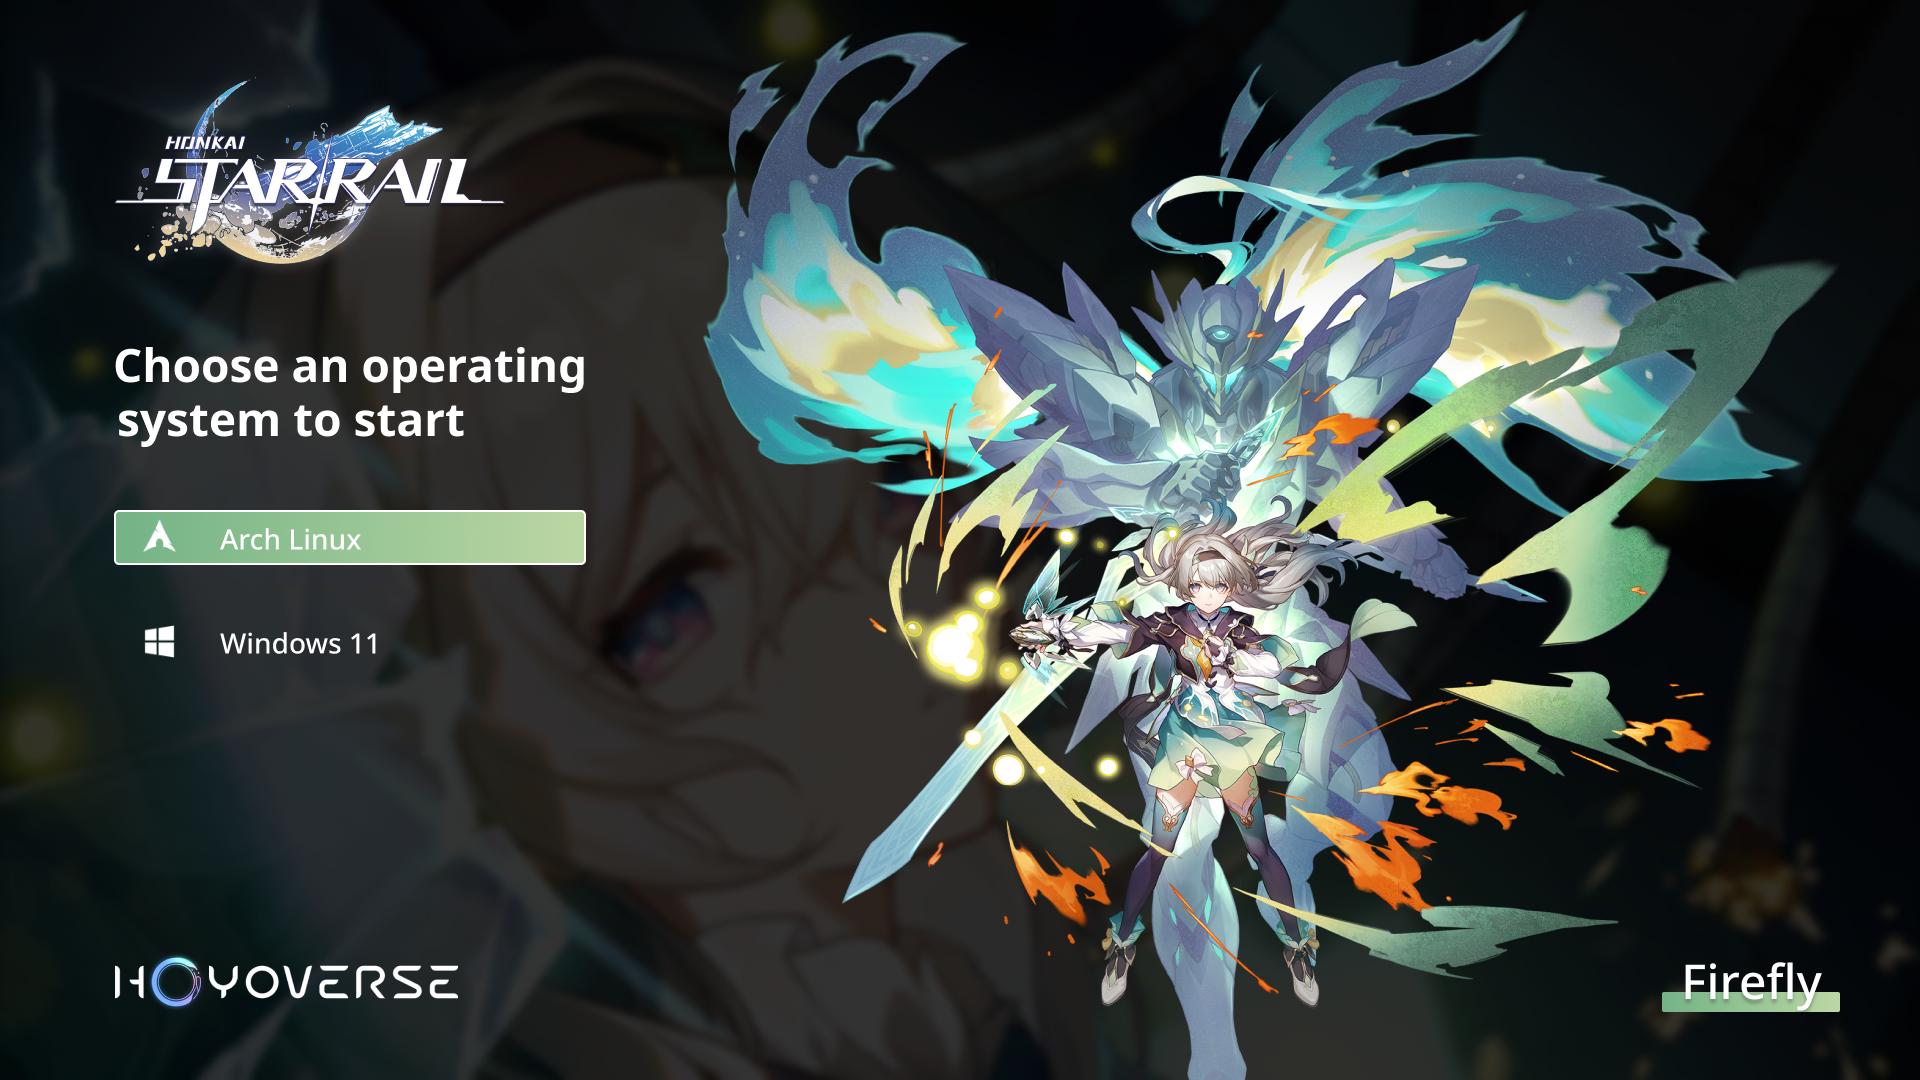 HONKAI
STAR RAIL
Choose an operating
system to start
Arch Linux
Windows 11
HOYOVERSE
Firefly